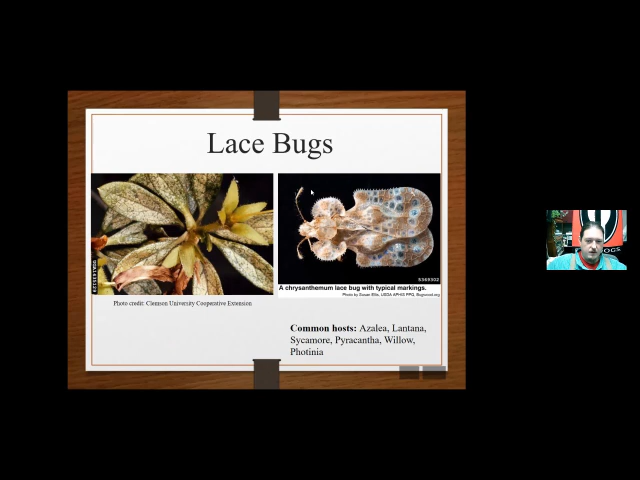 Lace Bugs
Photo credit: Clemson University Cooperative Extension
5369502
A chrysanthemum lace bug with typical markings.
Photo by Susan Ellis, USDA APHIS PPQ, Bugwood.org
Common hosts: Azalea, Lantana,
Sycamore, Pyracantha, Willow,
Photinia